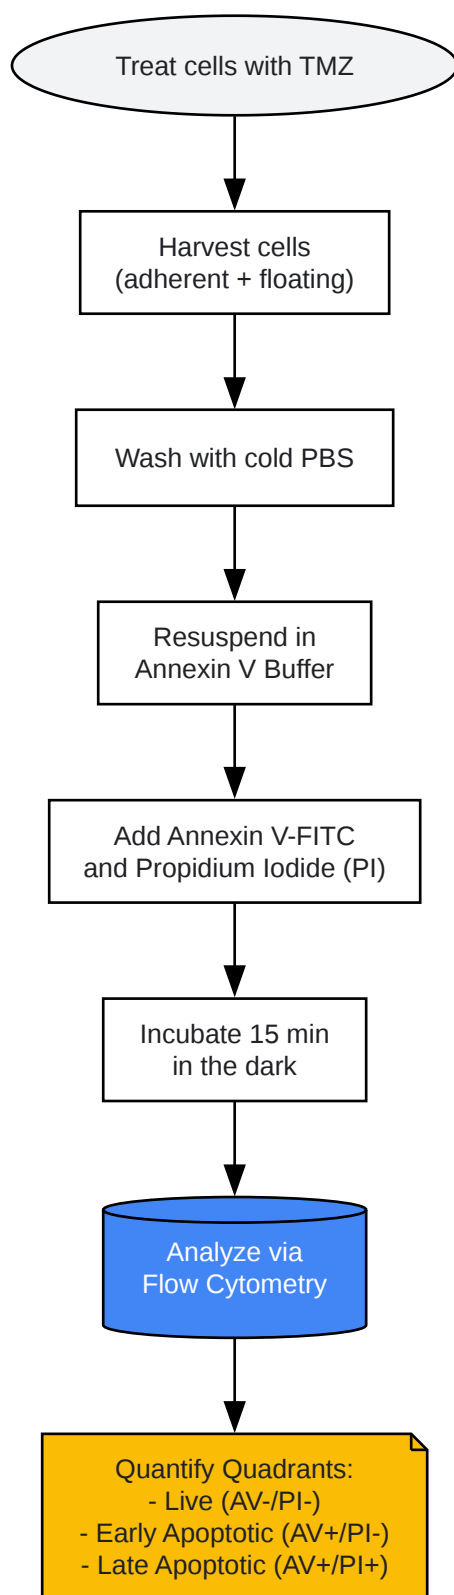 Treat cells with TMZ
Harvest cells
(adherent + floating)
Wash with cold PBS
Resuspend in
Annexin V Buffer
Add Annexin V-FITC
and Propidium Iodide (PI)
Incubate 15 min
in the dark
Analyze via
Flow Cytometry
Quantify Quadrants:
- Live (AV-/PI-)
- Early Apoptotic (AV+/PI-)
- Late Apoptotic (AV+/PI+)